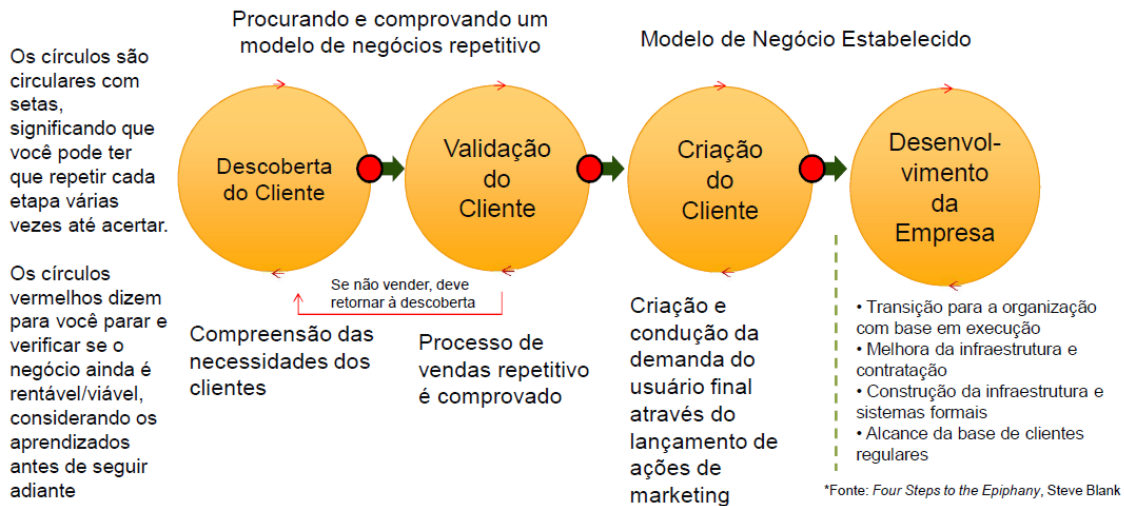 Procurando e comprovando um
modelo de negócios repetitivo
Modelo de Negócio Estabelecido
Os círculos são
circulares com
setas,
significando que
você pode ter
que repetir cada
etapa várias
vezes até acertar.
Os círculos
vermelhos dizem
para você parar e
verificar se o
negócio ainda é
rentável/viável,
considerando os
aprendizados
antes de seguir
adiante
Descoberta
do Cliente
Validação
do
Cliente
Criação
do
Cliente
Desenvol-
vimento
da
Empresa
Se não vender, deve
retornar à descoberta
Compreensão das
necessidades dos
clientes
Processo de
vendas repetitivo
é comprovado
Criação e
condução da
demanda do
usuário final
através do
lançamento de
ações de
marketing
• Transição para a organização
com base em execução
• Melhora da infraestrutura e
contratação
• Construção da infraestrutura e
sistemas formais
• Alcance da base de clientes
regulares
*Fonte: Four Steps to the Epiphany, Steve Blank